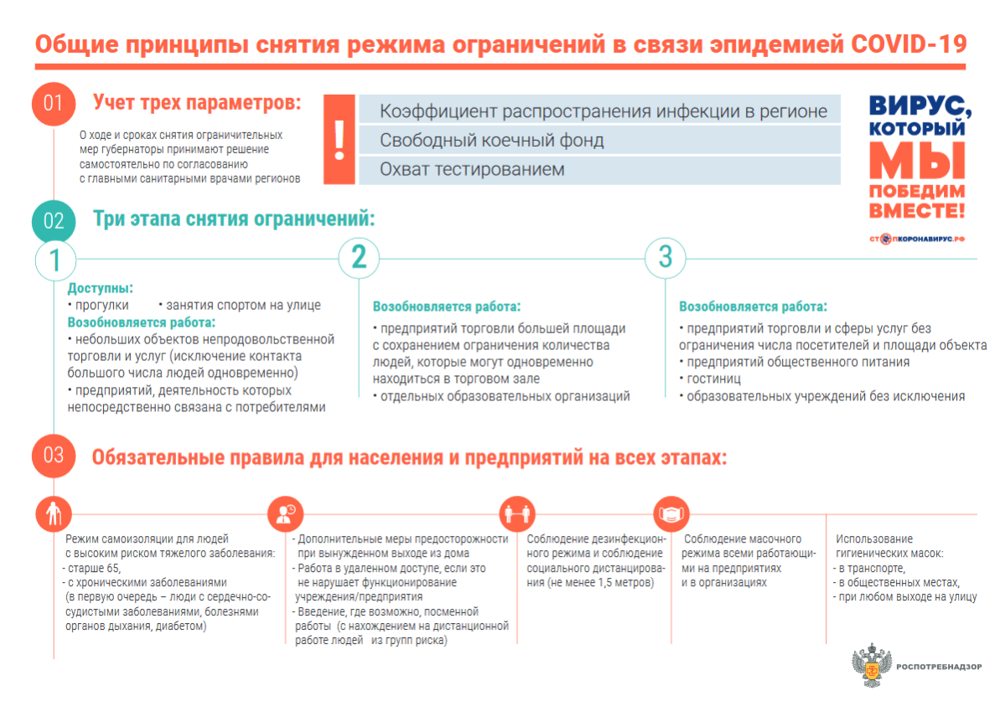 Общие принципы снятия режима ограничений в связи эпидемией COVID-19
01
Учет трех параметров:
О ходе и сроках снятия ограничительных
мер губернаторы принимают решение
самостоятельно по согласованию
с главными санитарными врачами регионов
!
Коэффициент распространения инфекции в регионе
Свободный коечный фонд
Охват тестированием
ВИРУС,
КОТОРЫЙ
МЫ
ПОБЕДИМ
ВМЕСТЕ!
СТОПКОРОНАВИРУС.РФ
02
Три этапа снятия ограничений:
1
Доступны:
• прогулки • занятия спортом на улице
Возобновляется работа:
• небольших объектов непродовольственной
торговли и услуг (исключение контакта
большого числа людей одновременно)
• предприятий, деятельность которых
непосредственно связана с потребителями
2
Возобновляется работа:
• предприятий торговли большей площади
с сохранением ограничения количества
людей, которые могут одновременно
находиться в торговом зале
• отдельных образовательных организаций
3
Возобновляется работа:
• предприятий торговли и сферы услуг без
ограничения числа посетителей и площади объекта
• предприятий общественного питания
• гостиниц
• образовательных учреждений без исключения
03
Обязательные правила для населения и предприятий на всех этапах:
Режим самоизоляции для людей
с высоким риском тяжелого заболевания:
- старше 65,
- с хроническими заболеваниями
(в первую очередь – люди с сердечно-со-
судистыми заболеваниями, болезнями
органов дыхания, диабетом)
- Дополнительные меры предосторожности
при вынужденном выходе из дома
- Работа в удаленном доступе, если это
не нарушает функционирование
учреждения/предприятия
- Введение, где возможно, посменной
работы (с нахождением на дистанционной
работе людей из групп риска)
Соблюдение дезинфекцион-
ного режима и соблюдение
социального дистанцирова-
ния (не менее 1,5 метров)
Соблюдение масочного
режима всеми работающи-
ми на предприятиях
и в организациях
Использование
гигиенических масок:
- в транспорте,
- в общественных местах,
- при любом выходе на улицу
РОСПОТРЕБНАДЗОР